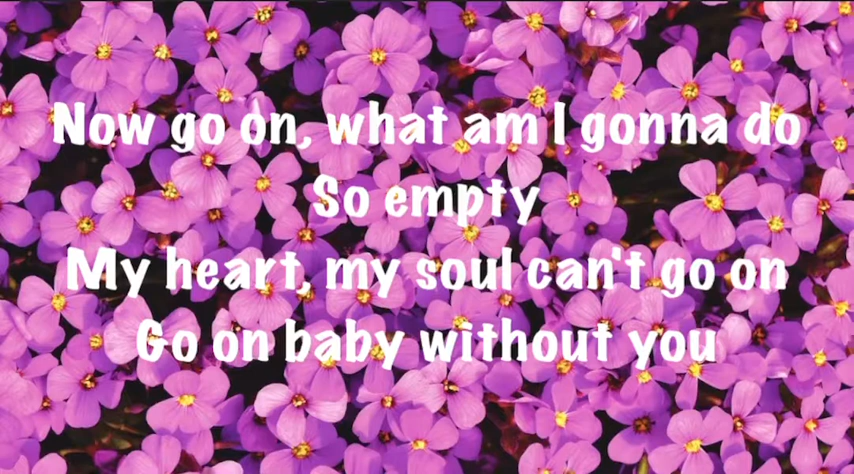 Now go on, what am I gonna do
So empty
My heart, my soul can't go on
Go on baby without you